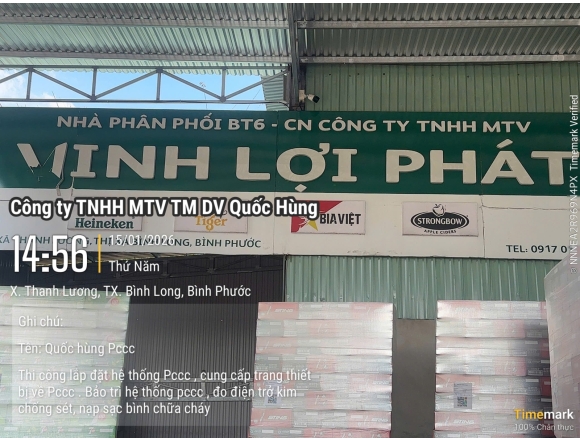 NHÀ PHÂN PHỐI BT6 - CN CÔNG TY TNHH MTV
VINH LỢI PHÁT
Công ty TNHH MTV TM DV Quốc Hùng
Heineken
Tiger
BIA VIỆT
STRONGBOW
APPLE CIDERS
BÌNH PHƯỚC
TEL: 0917 0
14:56
15/01/2026
Thứ Năm
X. Thanh Lương, TX. Bình Long, Bình Phước
Ghi chú:
Tên: Quốc hùng Pccc
Thi công lắp đặt hệ thống Pccc , cung cấp trang thiết
bị về Pccc . Bảo trì hệ thống pccc , đo điện trở kim
chống sét, nạp sạc bình chữa cháy
Timemark
100% Chân thực
Timemark Verified